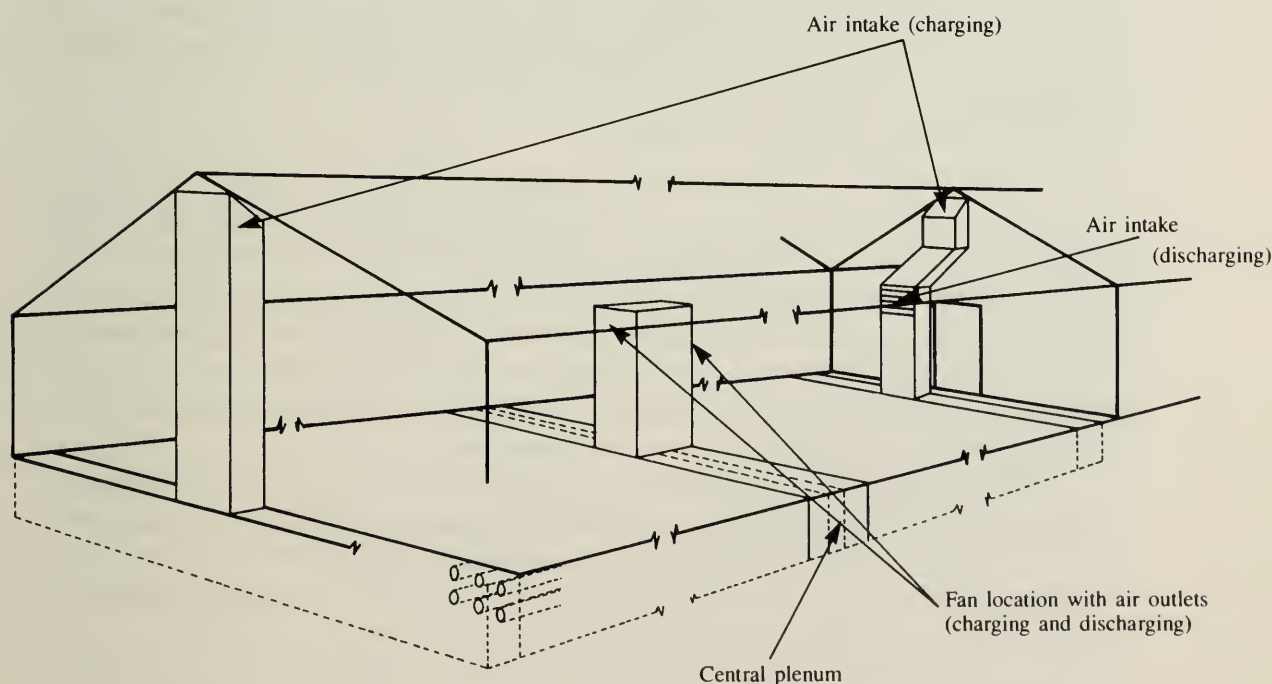 Air intake (charging)
Air intake
(discharging)
Fan location with air outlets
(charging and discharging)
Central plenum